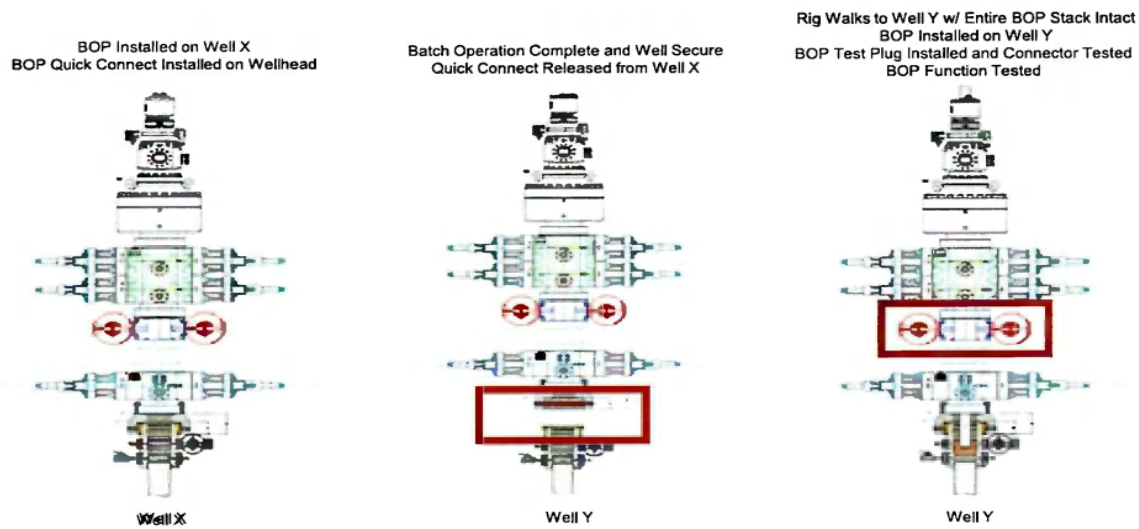 BOP Installed on Well X
BOP Quick Connect Installed on Wellhead
Batch Operation Complete and Well Secure
Quick Connect Released from Well X
Rig Walks to Well Y w/ Entire BOP Stack Intact
BOP Installed on Well Y
BOP Test Plug Installed and Connector Tested
BOP Function Tested
Well X
Well Y
Well Y